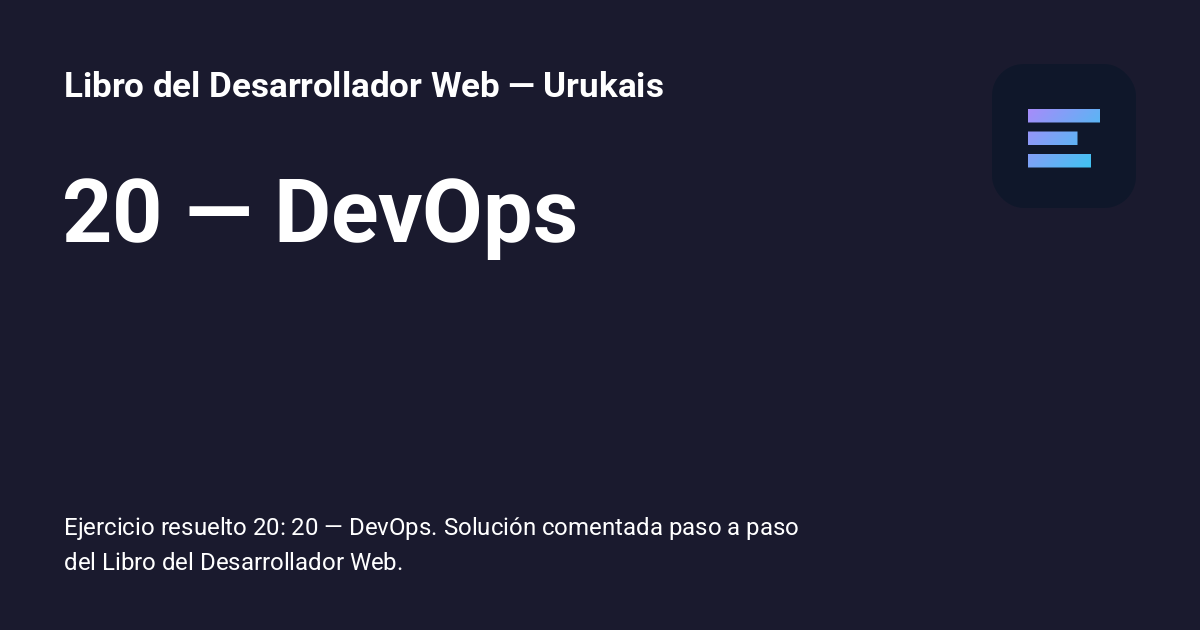 Libro del Desarrollador Web — Urukais
20 — DevOps
Ejercicio resuelto 20: 20 — DevOps. Solución comentada paso a paso
del Libro del Desarrollador Web.